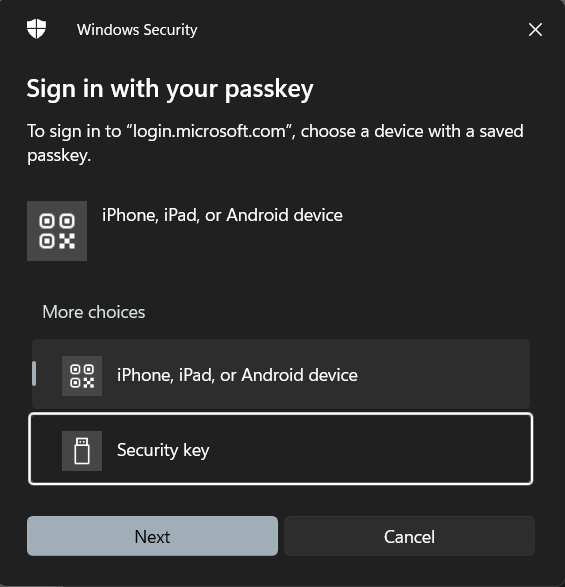 Windows Security
Sign in with your passkey
To sign in to “login.microsoft.com”, choose a device with a saved
passkey.
iPhone, iPad, or Android device
More choices
iPhone, iPad, or Android device
Security key
Next
Cancel